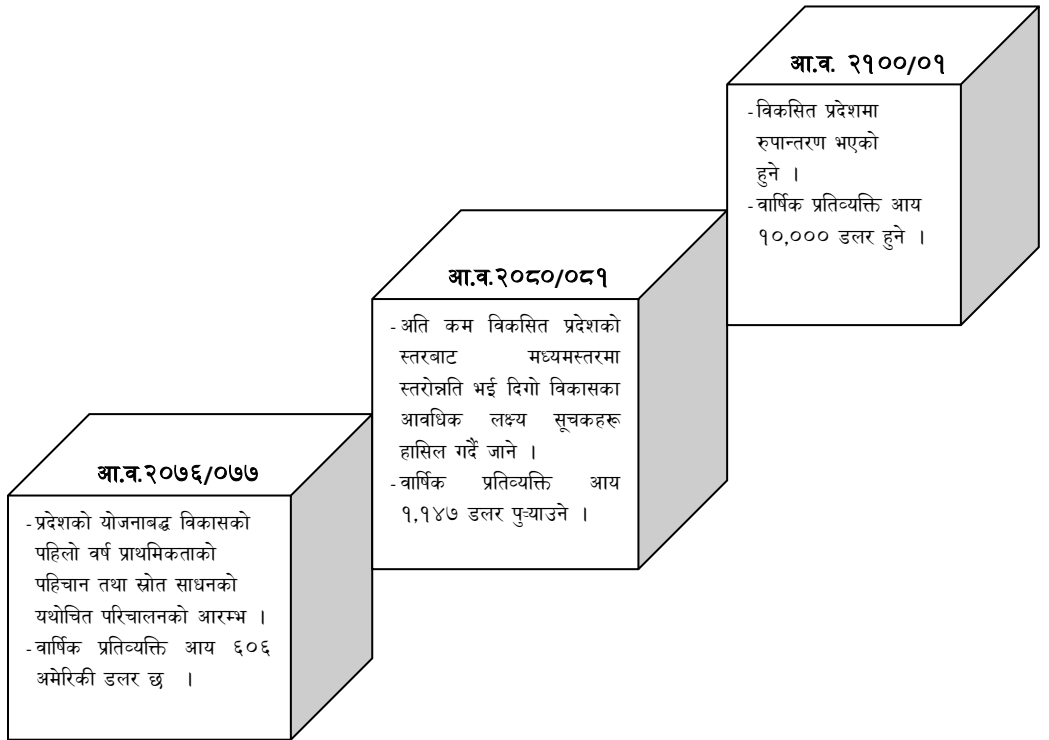 आ.व. २१००/०१
-विकसित प्रदेशमा
रुपान्तरण भएको
हुने ।
-वार्षिक प्रतिव्यक्ति आय
१०,००० डलर हुने ।
आ.व.२०८०/०८१
-अति कम विकसित प्रदेशको
स्तरबाट मध्यमस्तरमा
स्तरोन्नति भई दिगो विकासका
आवधिक लक्ष्य सूचकहरू
हासिल गर्दै जाने ।
-वार्षिक प्रतिव्यक्ति आय
१,१४७ डलर पुऱ्याउने ।
आ.व.२०७६/०७७
-प्रदेशको योजनाबद्ध विकासको
पहिलो वर्ष प्राथमिकताको
पहिचान तथा स्रोत साधनको
यथोचित परिचालनको आरम्भ ।
-वार्षिक प्रतिव्यक्ति आय ६०६
अमेरिकी डलर छ ।